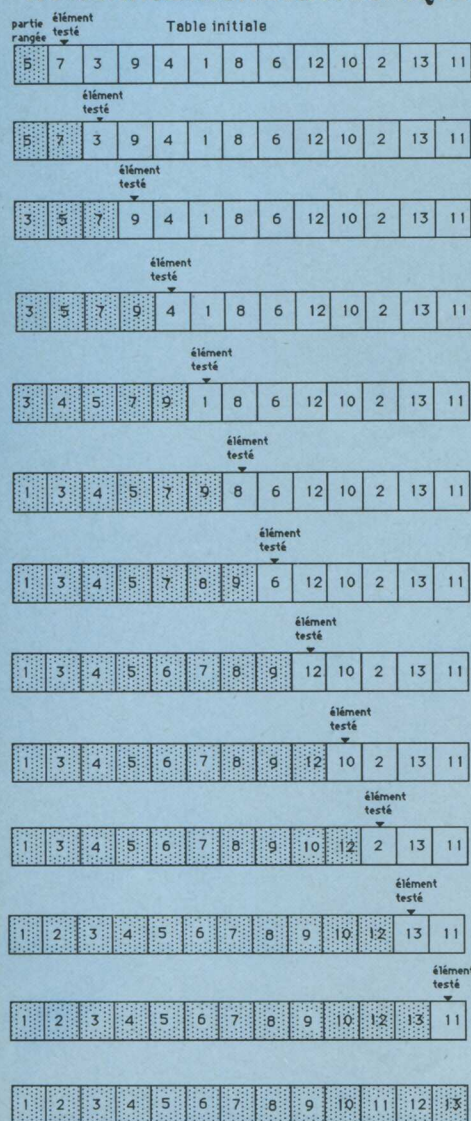 partie
rangée
élément
testé
Table initiale
5 7 3 9 4 1 8 6 12 10 2 13 11
élément
testé
5 7 3 9 4 1 8 6 12 10 2 13 11
élément
testé
3 5 7 9 4 1 8 6 12 10 2 13 11
élément
testé
3 5 7 9 4 1 8 6 12 10 2 13 11
élément
testé
3 4 5 7 9 1 8 6 12 10 2 13 11
élément
testé
1 3 4 5 7 9 8 6 12 10 2 13 11
élément
testé
1 3 4 5 7 8 9 6 12 10 2 13 11
élément
testé
1 3 4 5 6 7 8 9 12 10 2 13 11
élément
testé
1 3 4 5 6 7 8 9 12 10 2 13 11
élément
testé
1 3 4 5 6 7 8 9 10 12 2 13 11
élément
testé
1 2 3 4 5 6 7 8 9 10 12 13 11
élément
testé
1 2 3 4 5 6 7 8 9 10 12 13 11
1 2 3 4 5 6 7 8 9 10 11 12 13